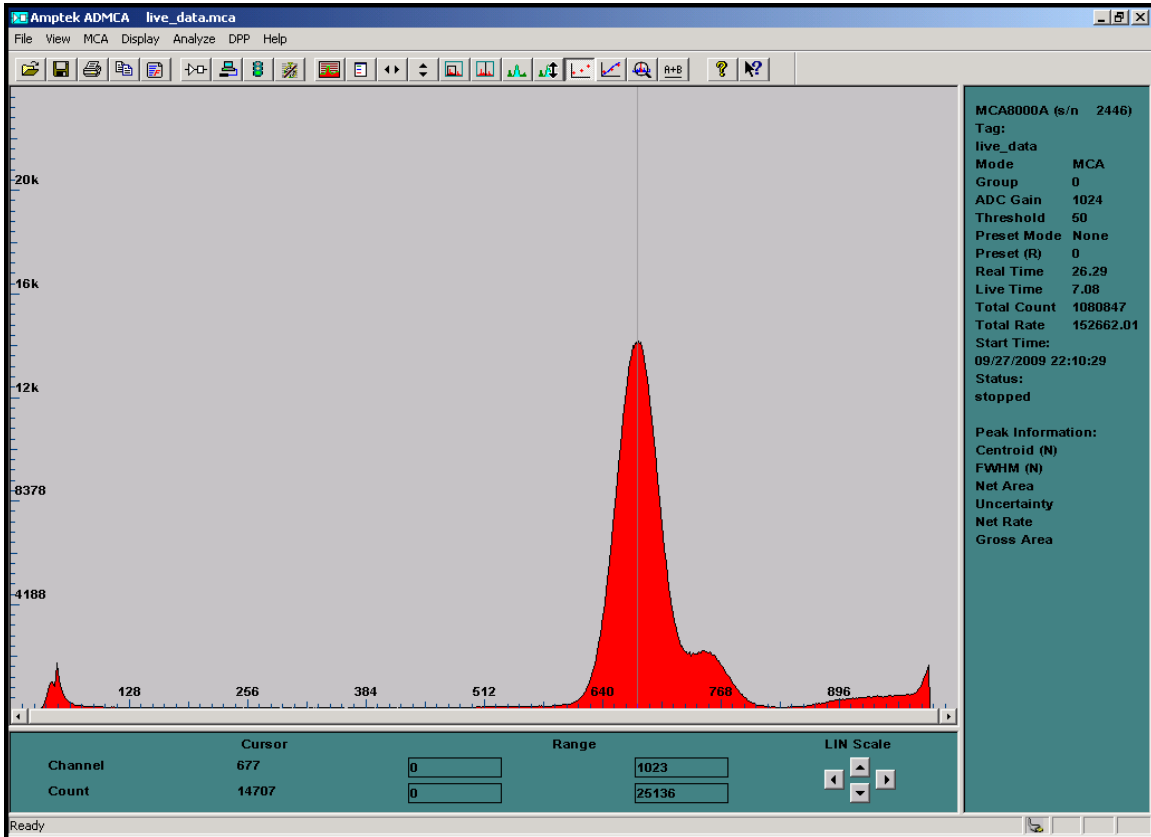 Amptek ADMCA live_data.mca
File View MCA Display Analyze DPP Help
A+B
20k
16k
12k
8378
4188
128 256 384 512 640 768 896
MCA8000A (s/n 2446)
Tag:
live_data
Mode MCA
Group 0
ADC Gain 1024
Threshold 50
Preset Mode None
Preset (R) 0
Real Time 26.29
Live Time 7.08
Total Count 1080847
Total Rate 152662.01
Start Time:
09/27/2009 22:10:29
Status:
stopped
Peak Information:
Centroid (N)
FWHM (N)
Net Area
Uncertainty
Net Rate
Gross Area
Cursor Range LIN Scale
Channel 677 0 1023
Count 14707 0 25136
Ready